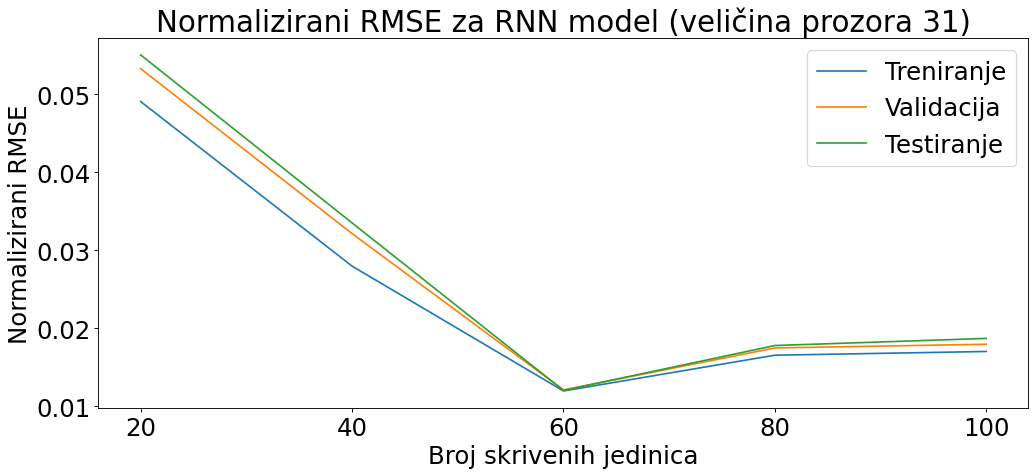 Normalizirani RMSE za RNN model (veličina prozora 31)
Treniranje
Validacija
Testiranje
Normalizirani RMSE
0.05
0.04
0.03
0.02
0.01
20 40 60 80 100
Broj skrivenih jedinica